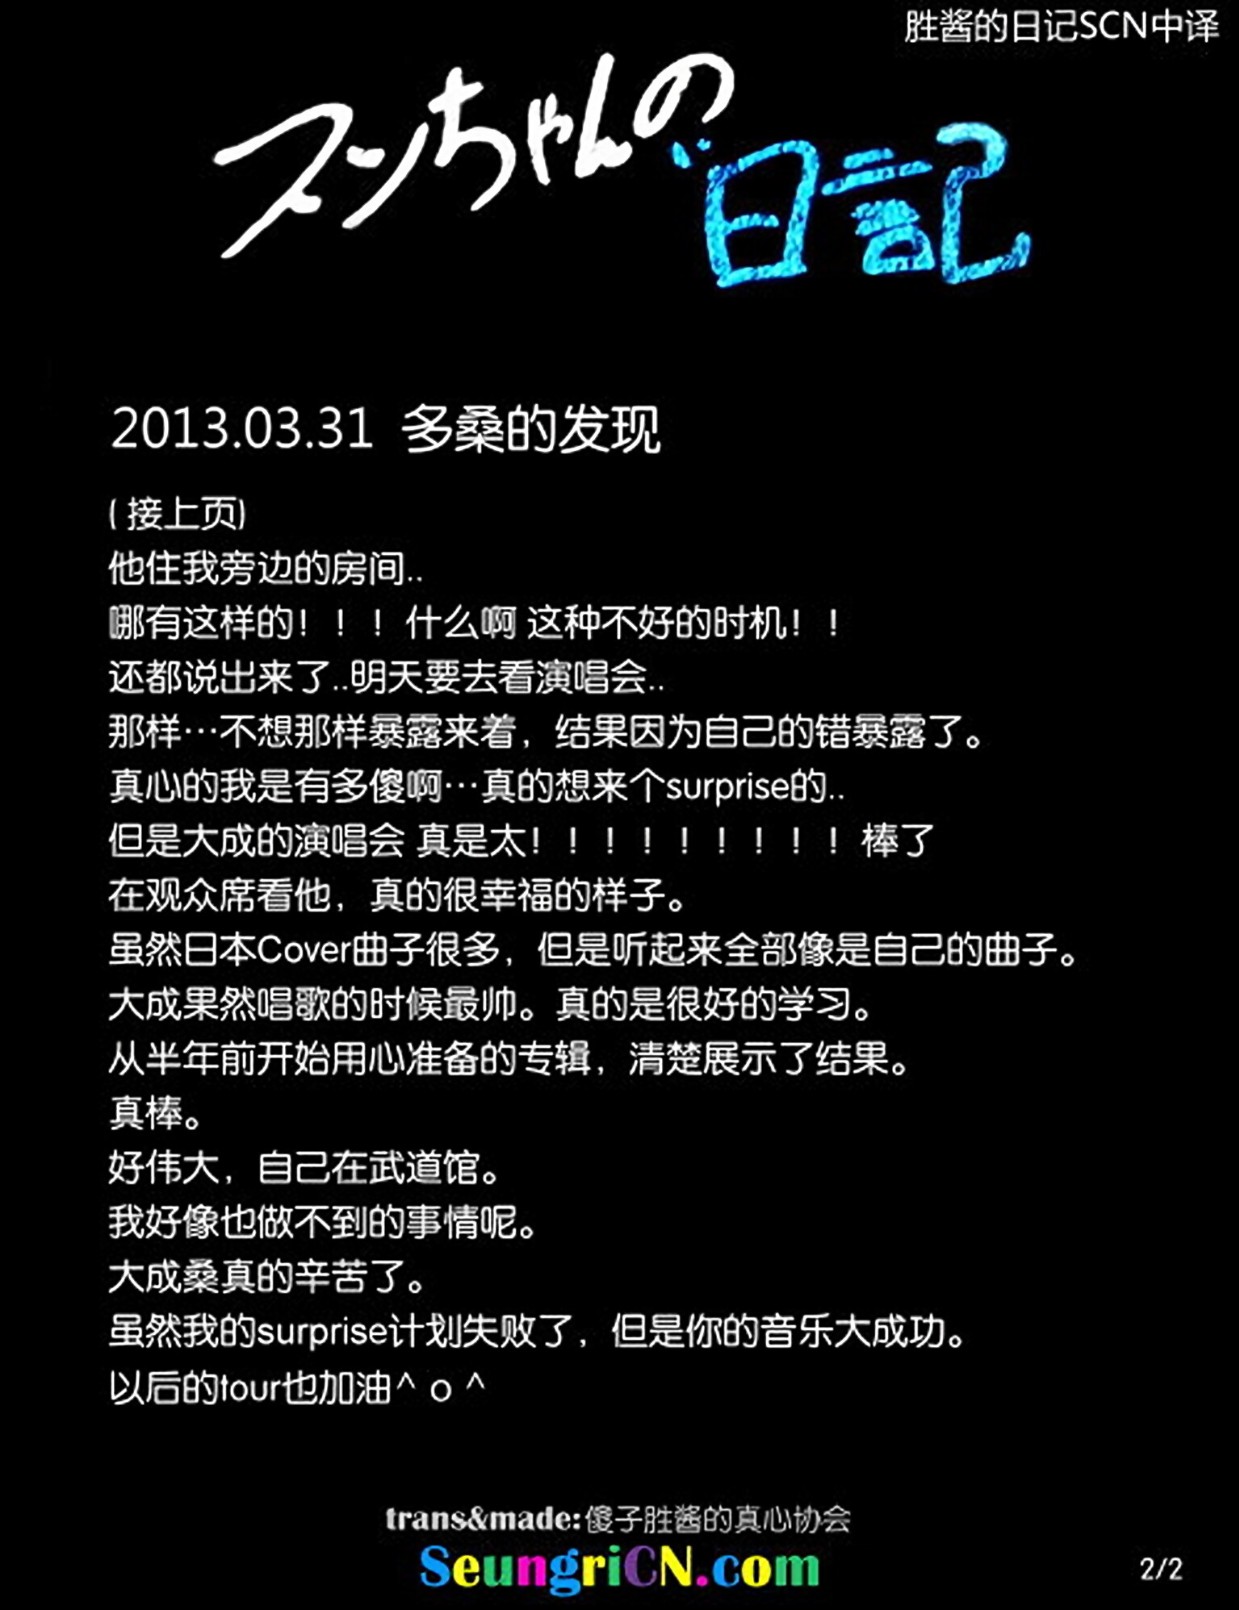 胜酱的日记SCN中译
スンちゃんの
日記
2013.03.31 多桑的发现
( 接上页)
他住我旁边的房间..
哪有这样的！！！ 什么啊 这种不好的时机！！
还都说出来了..明天要去看演唱会..
那样…不想那样暴露来着，结果因为自己的错暴露了。
真心的我是有多傻啊…真的想来个surprise的..
但是大成的演唱会 真是太！！！！！！！！！棒了
在观众席看他，真的很幸福的样子。
虽然日本Cover曲子很多，但是听起来全部像是自己的曲子。
大成果然唱歌的时候最帅。真的是很好的学习。
从半年前开始用心准备的专辑，清楚展示了结果。
真棒。
好伟大，自己在武道馆。
我好像也做不到的事情呢。
大成桑真的辛苦了。
虽然我的surprise计划失败了，但是你的音乐大成功。
以后的tour也加油^ o ^
trans&made:傻子胜酱的真心协会
SeungriCN.com
2/2